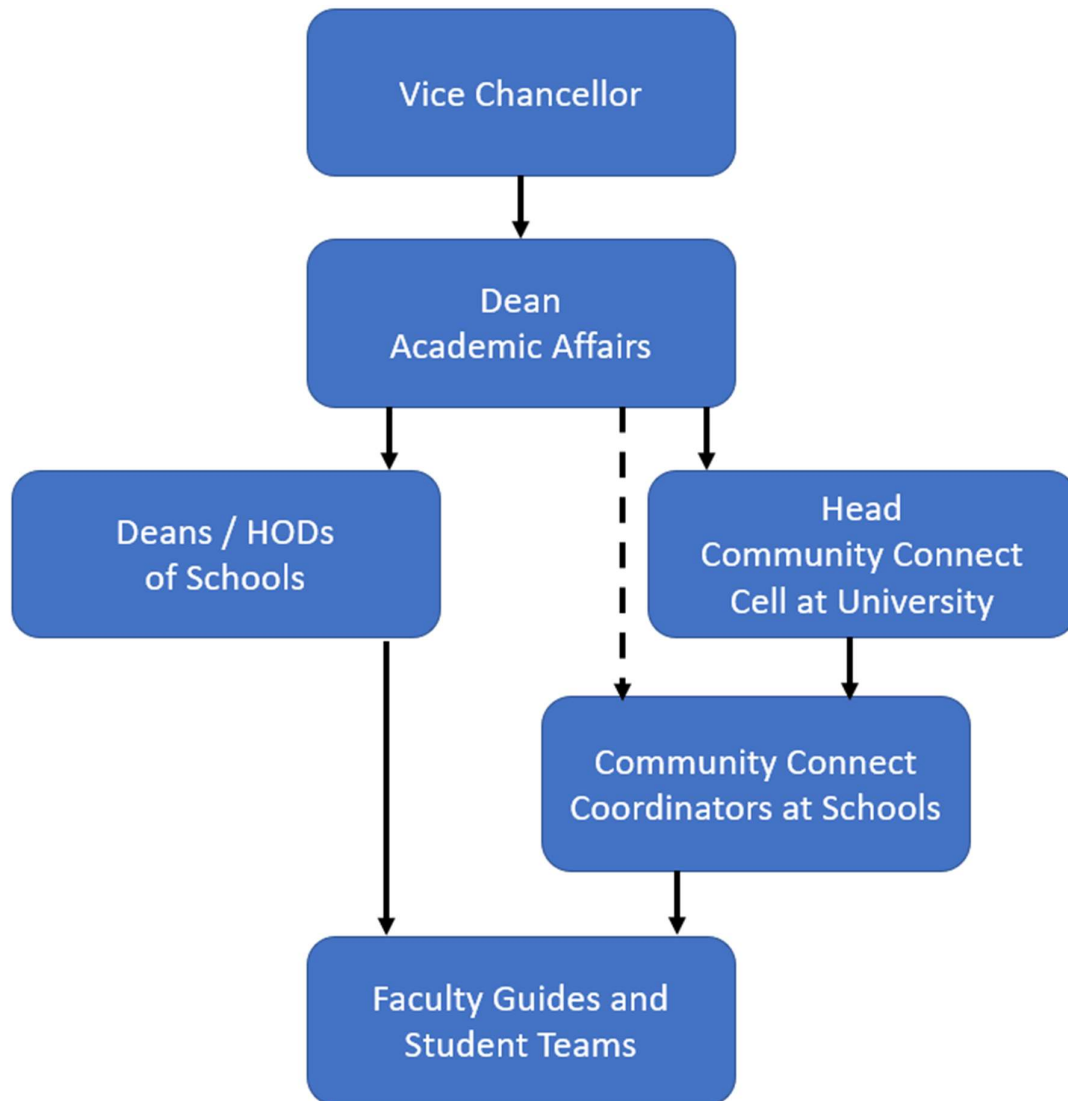 Vice Chancellor
Dean
Academic Affairs
Deans / HODs
of Schools
Head
Community Connect
Cell at University
Community Connect
Coordinators at Schools
Faculty Guides and
Student Teams